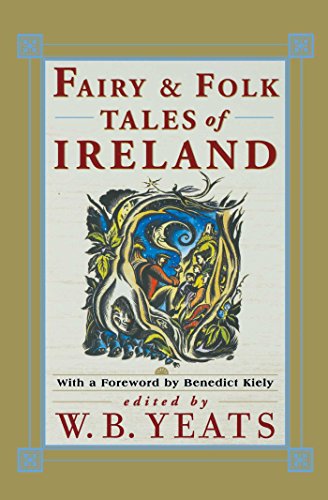 FAIRY & FOLK
TALES of
IRELAND
With a Foreword by Benedict Kiely
edited by
W. B. YEATS